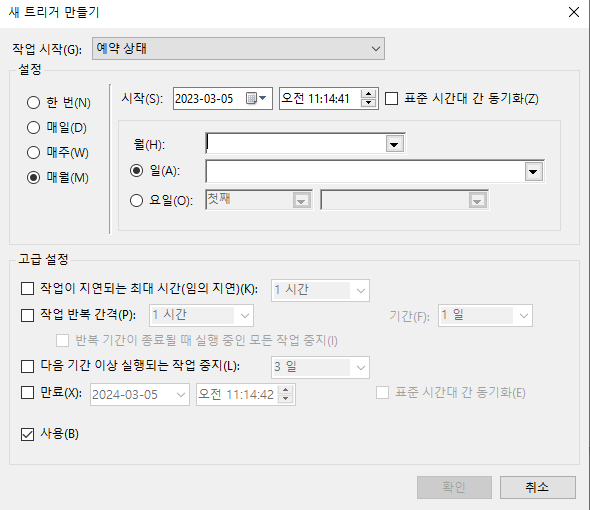 새 트리거 만들기
작업 시작(G): 예약 상태
설정
한 번(N)
매일(D)
매주(W)
매월(M)
시작(S): 2023-03-05 오전 11:14:41 표준 시간대 간 동기화(Z)
월(H):
일(A):
요일(O): 첫째
고급 설정
작업이 지연되는 최대 시간(임의 지연)(K): 1 시간
작업 반복 간격(P): 1 시간 기간(F): 1 일
반복 기간이 종료될 때 실행 중인 모든 작업 중지(I)
다음 기간 이상 실행되는 작업 중지(L): 3 일
만료(X): 2024-03-05 오전 11:14:42 표준 시간대 간 동기화(E)
사용(B)
확인 취소